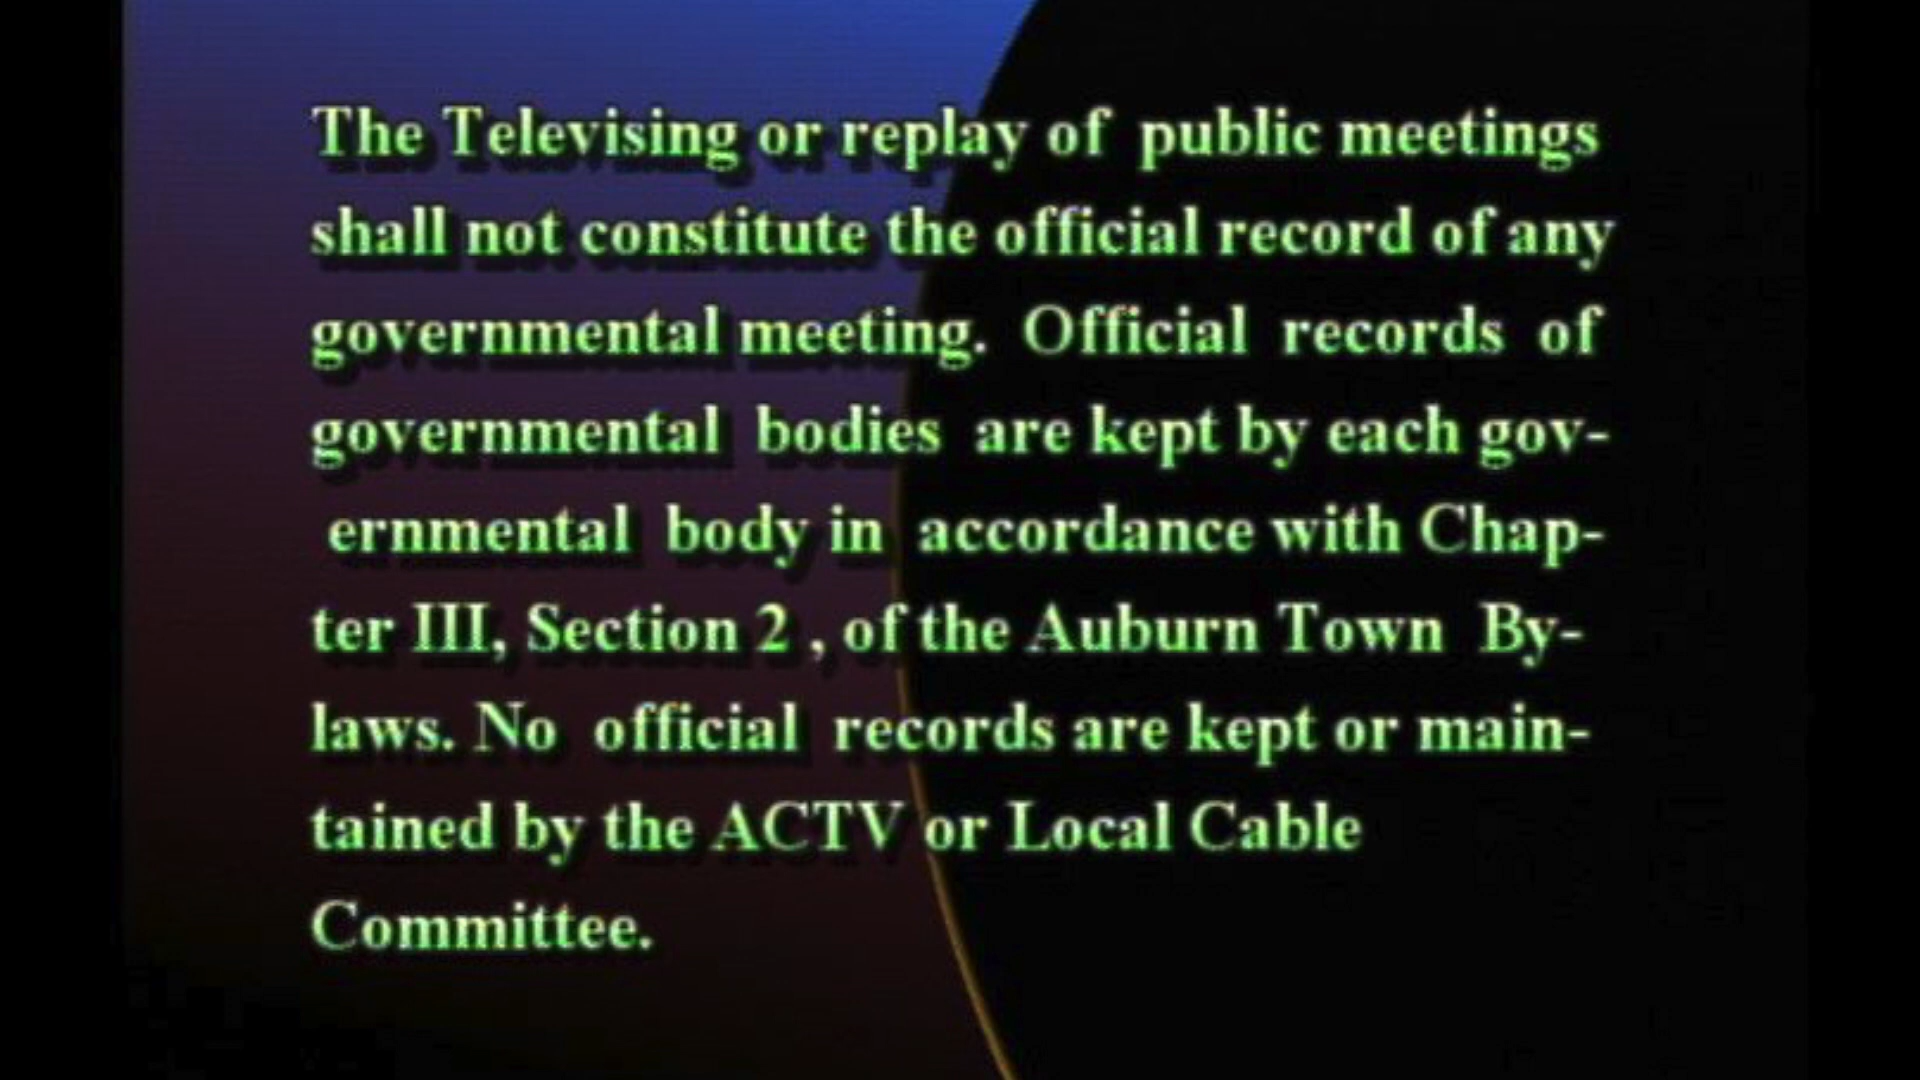 The Televising or replay of public meetings
shall not constitute the official record of any
governmental meeting. Official records of
governmental bodies are kept by each gov-
ernmental body in accordance with Chap-
ter III, Section 2 , of the Auburn Town By-
laws. No official records are kept or main-
tained by the ACTV or Local Cable
Committee.